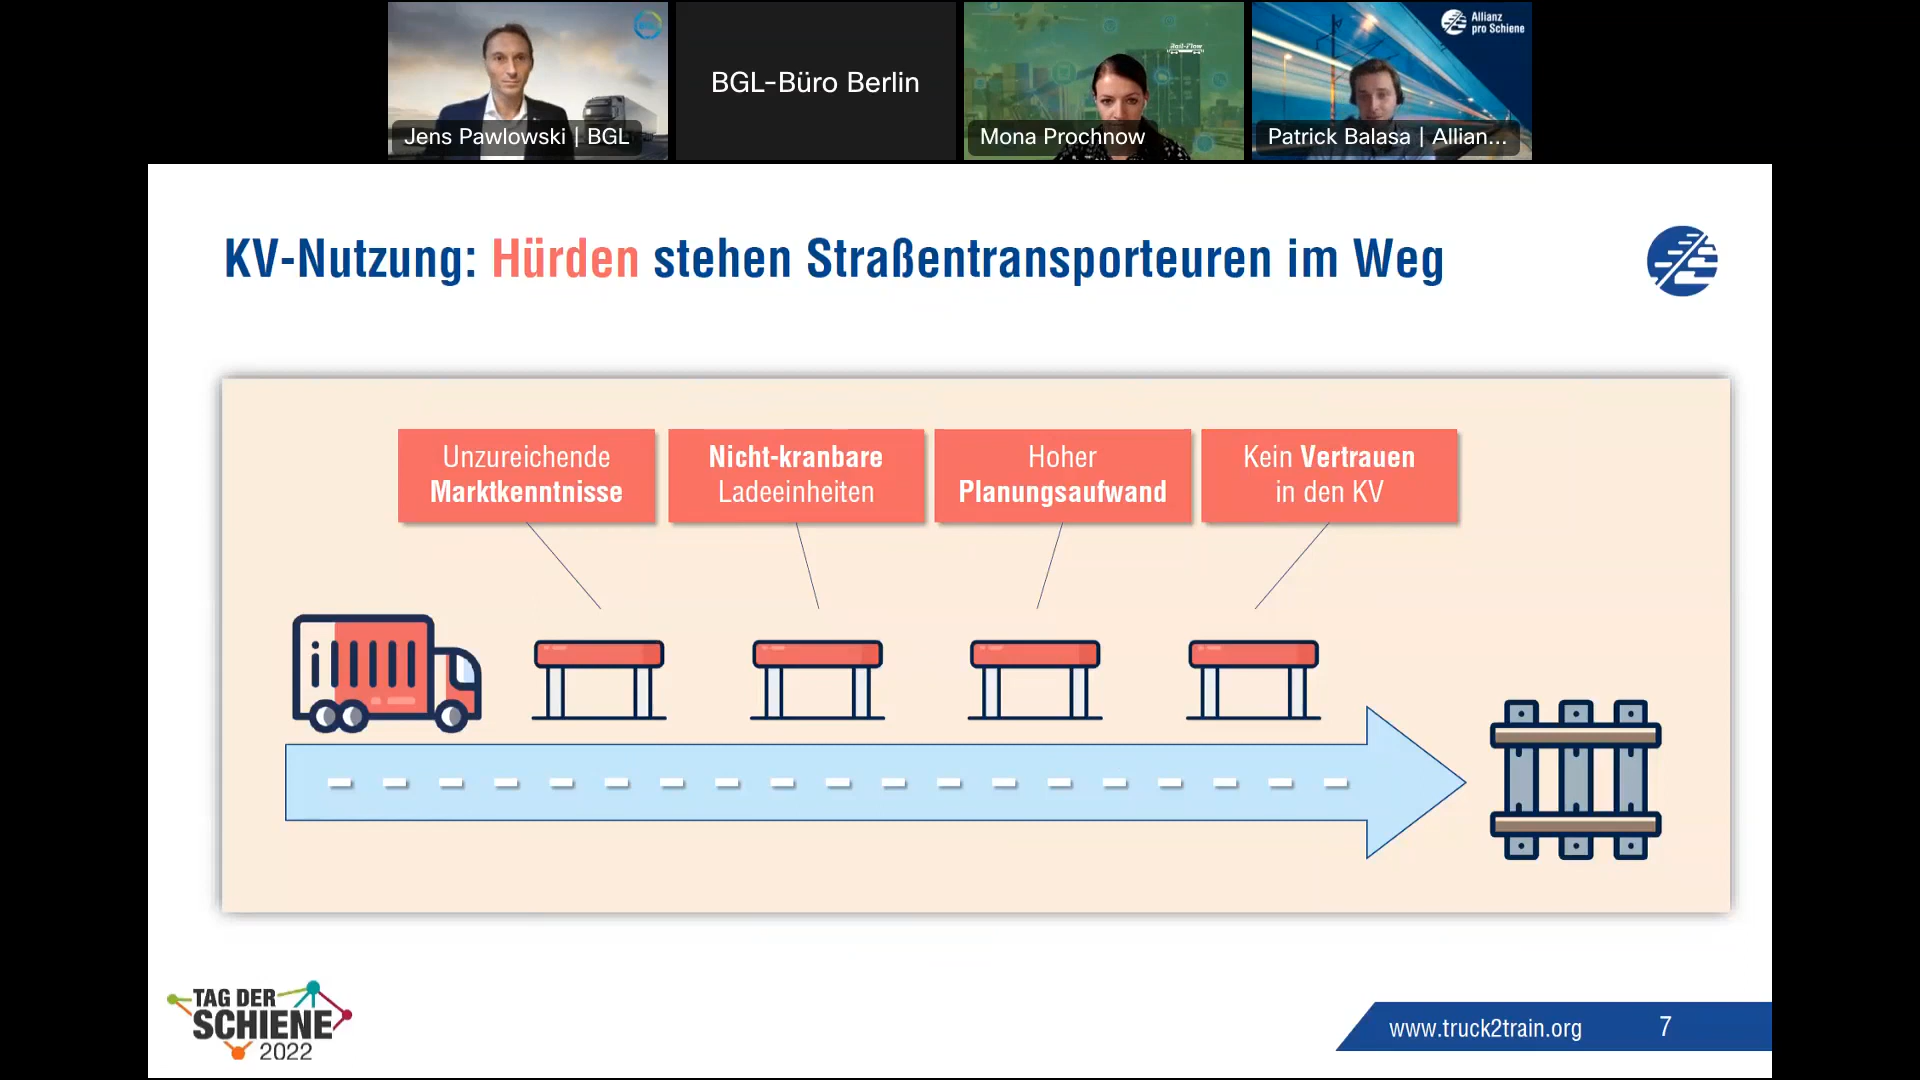 Allianz
pro Schiene
Rail-Flow
Jens Pawlowski | BGL
BGL-Büro Berlin
Mona Prochnow
Patrick Balasa | Allian...
KV-Nutzung: Hürden stehen Straßentransporteuren im Weg
Unzureichende
Marktkenntnisse
Nicht-kranbare
Ladeeinheiten
Hoher
Planungsaufwand
Kein Vertrauen
in den KV
TAG DER
SCHIENE
2022
www.truck2train.org
7